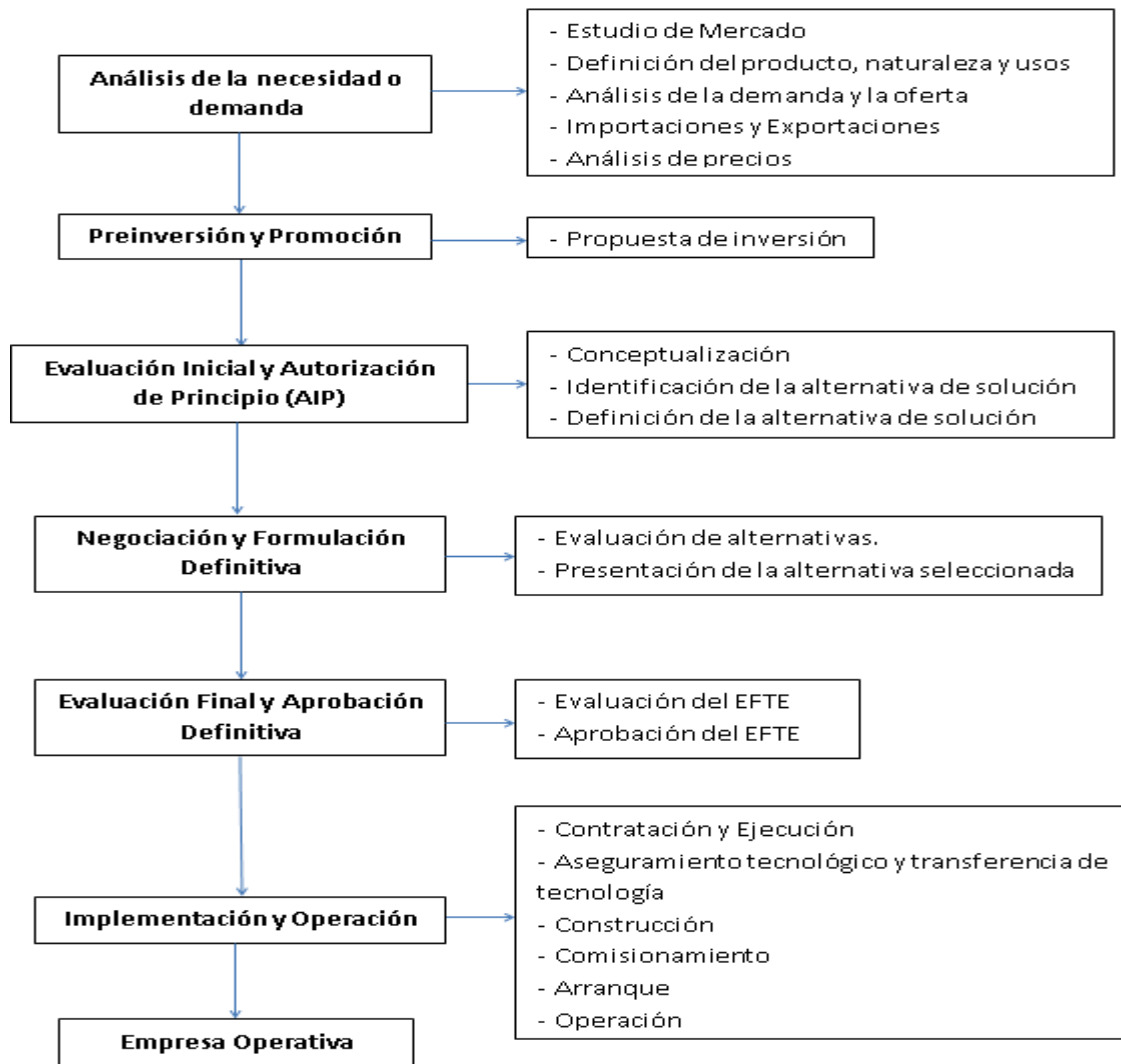 Análisis de la necesidad o
demanda
- Estudio de Mercado
- Definición del producto, naturaleza y usos
- Análisis de la demanda y la oferta
- Importaciones y Exportaciones
- Análisis de precios
Preinversión y Promoción
- Propuesta de inversión
Evaluación Inicial y Autorización
de Principio (AIP)
- Conceptualización
- Identificación de la alternativa de solución
- Definición de la alternativa de solución
Negociación y Formulación
Definitiva
- Evaluación de alternativas.
- Presentación de la alternativa seleccionada
Evaluación Final y Aprobación
Definitiva
- Evaluación del EFTE
- Aprobación del EFTE
Implementación y Operación
- Contratación y Ejecución
- Aseguramiento tecnológico y transferencia de
tecnología
- Construcción
- Comisionamiento
- Arranque
- Operación
Empresa Operativa